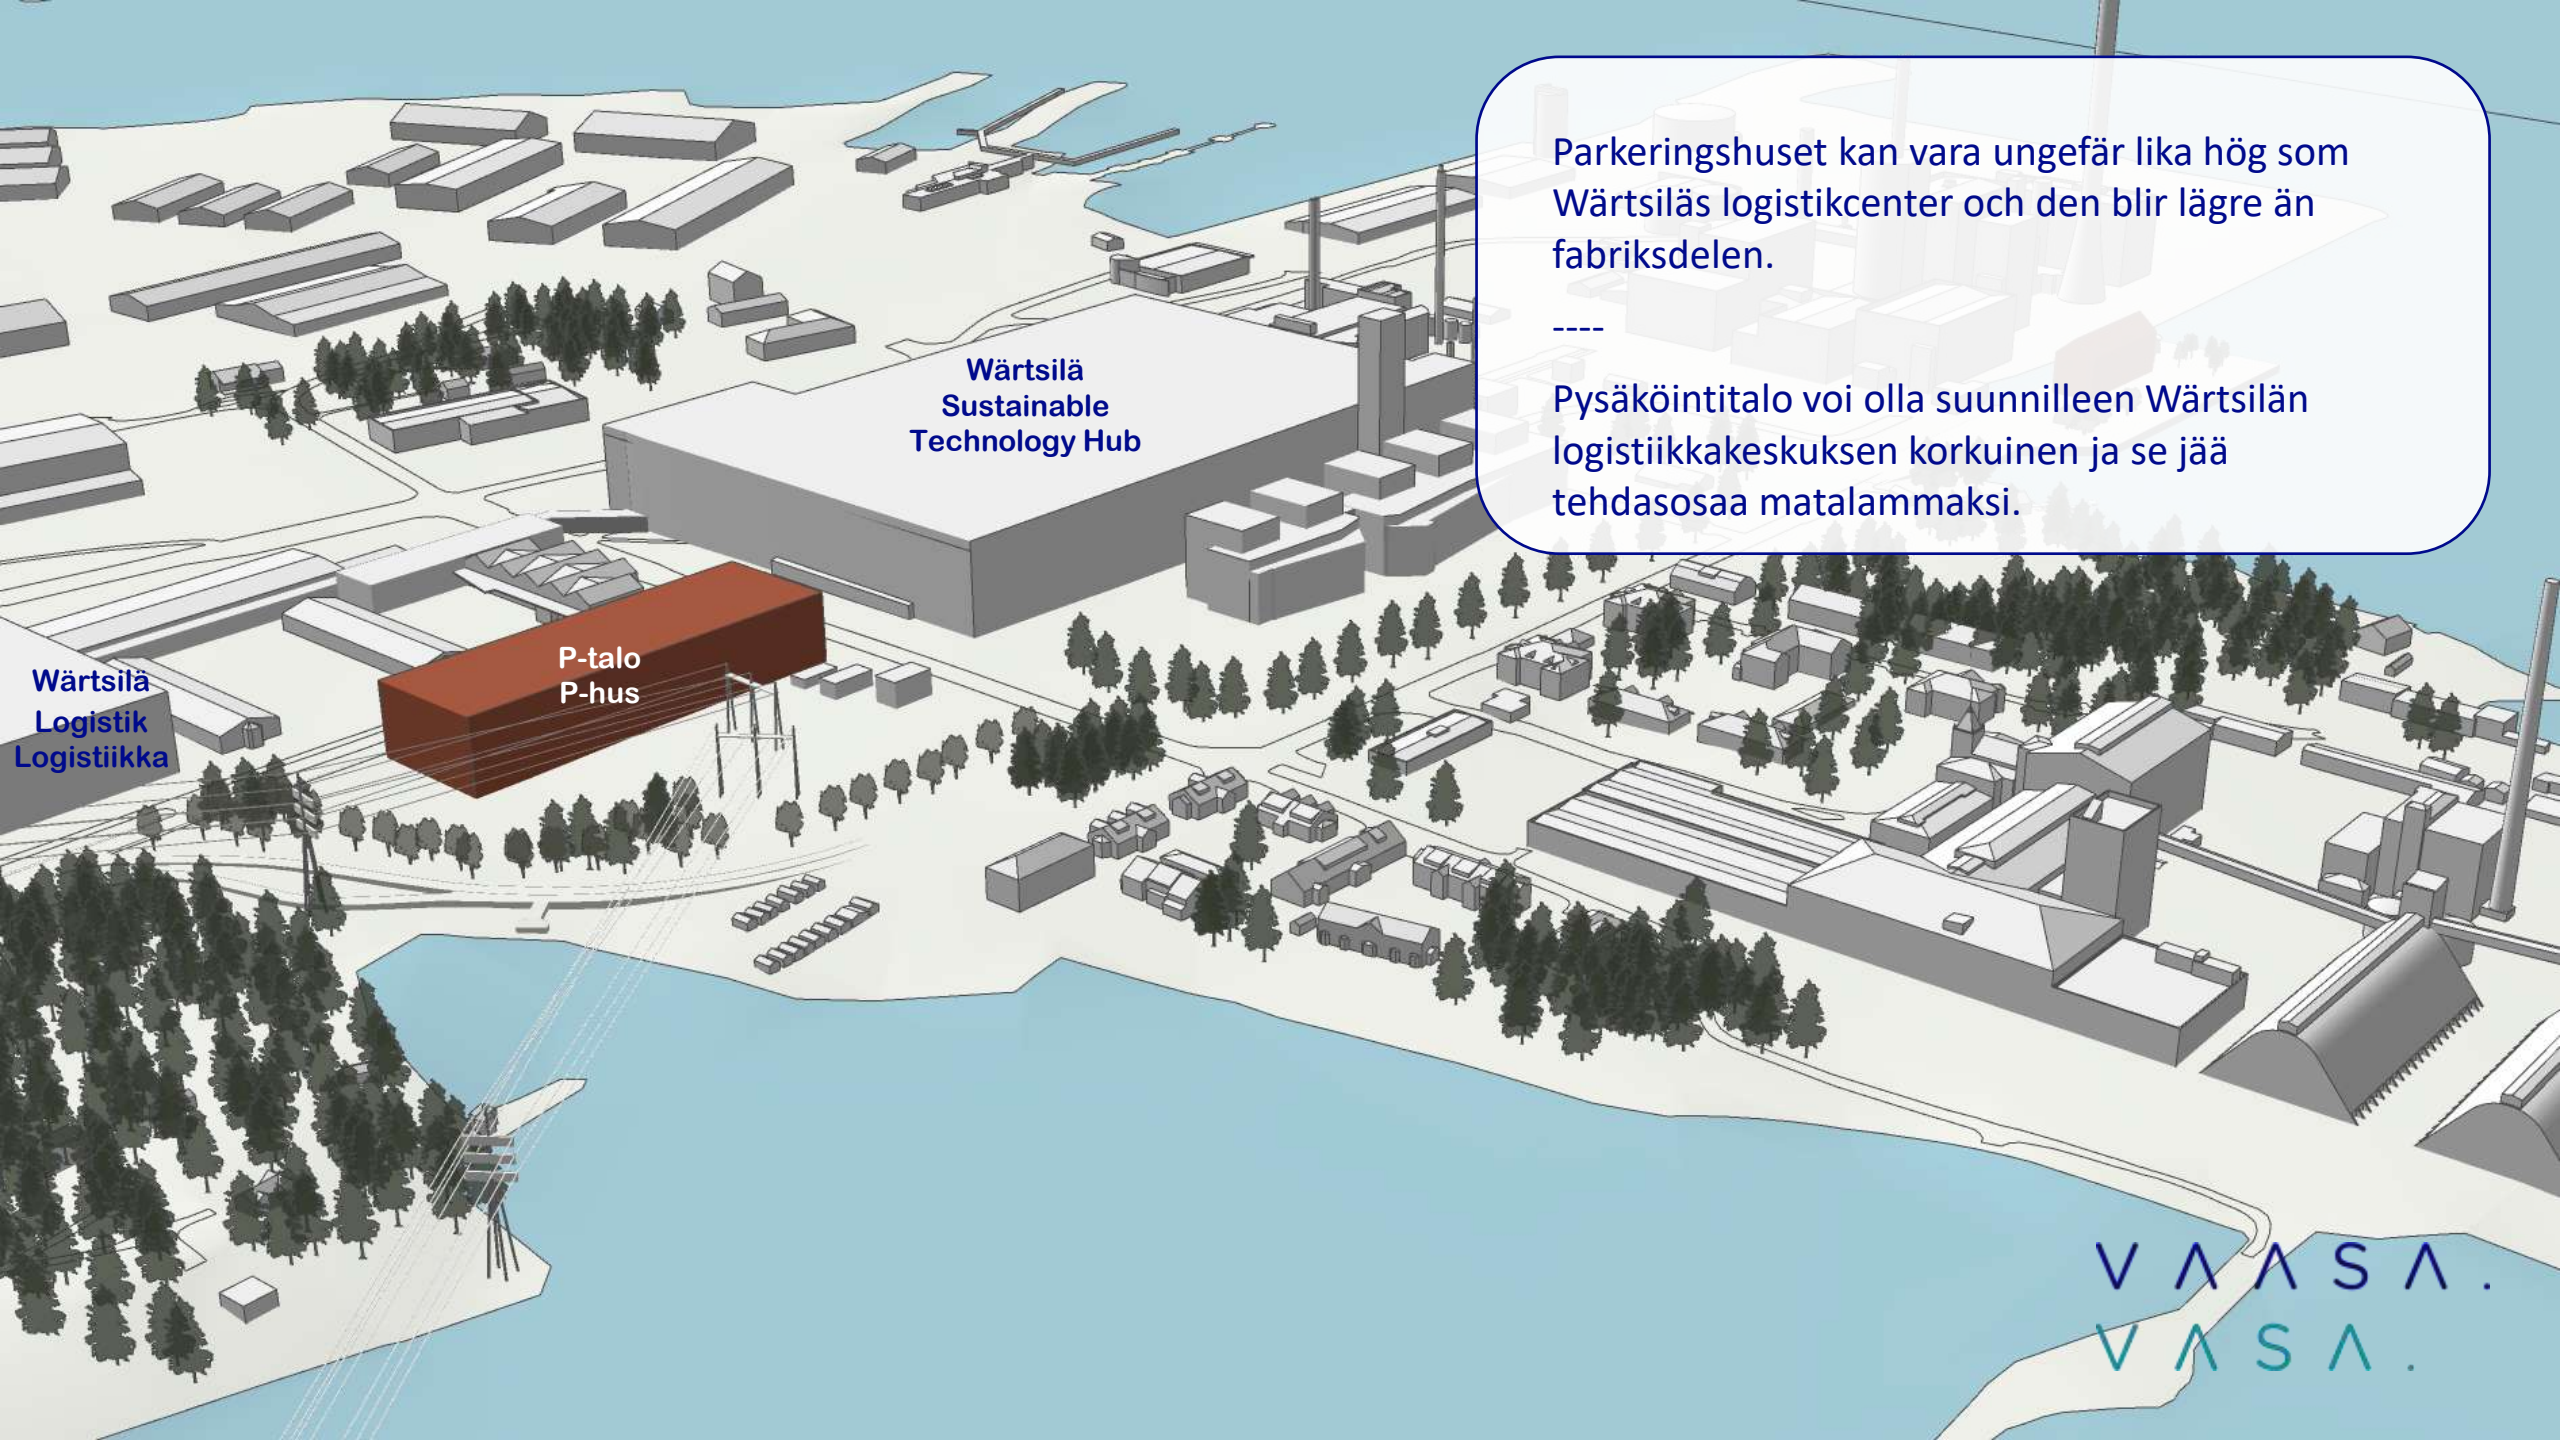 Parkeringshuset kan vara ungefär lika hög som
Wärtsiläs logistikcenter och den blir lägre än
fabriksdelen.
----
Pysäköintitalo voi olla suunnilleen Wärtsilän
logistiikkakeskuksen korkuinen ja se jää
tehdasosaa matalammaksi.
Wärtsilä
Sustainable
Technology Hub
P-talo
P-hus
Wärtsilä
Logistik
Logistiikka
VAASA.
VASA.